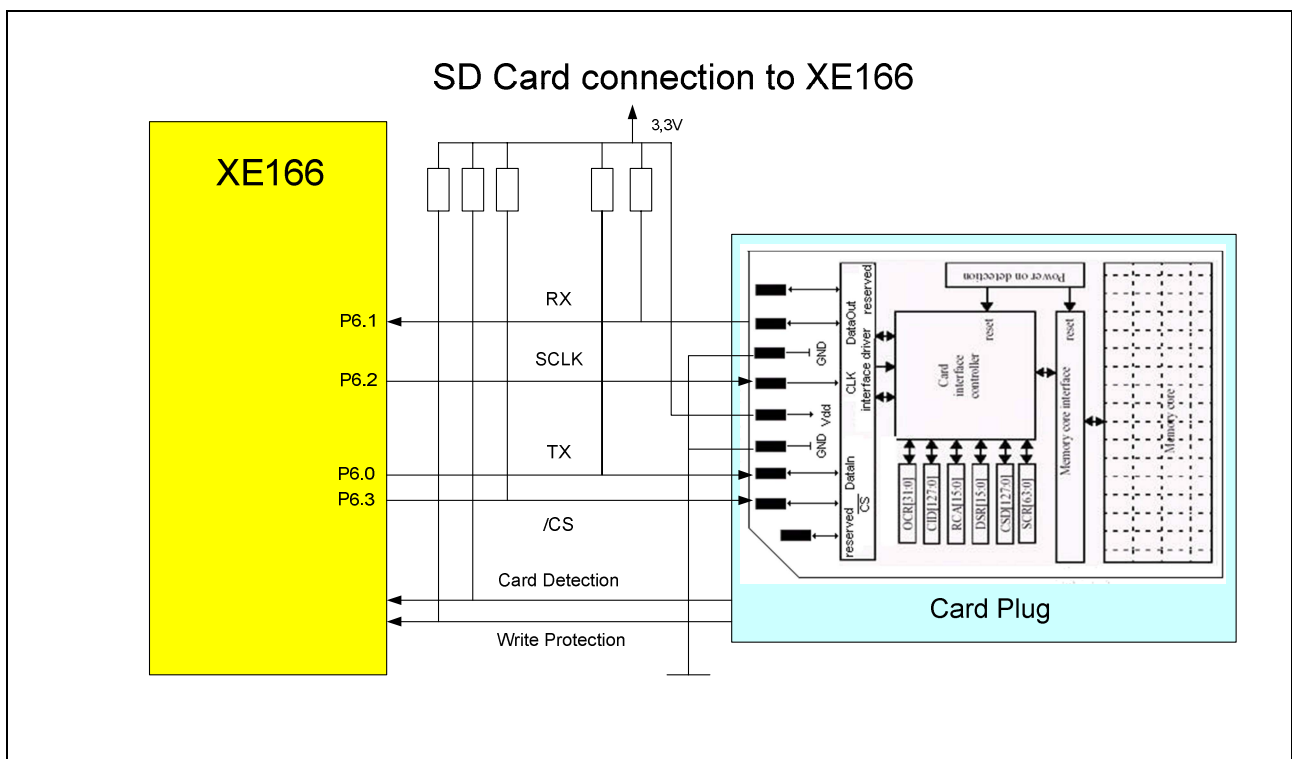 SD Card connection to XE166
3,3V
XE166
RX
P6.1
SCLK
P6.2
TX
P6.0
P6.3
/CS
Card Detection
Write Protection
reserved
DataOut
GND
CLK
interface driver
Vdd
GND
DataIn
CS
reserved
Power on detection
reset
reset
Card
interface
controller
Memory core interface
Memory core
OCR[31:0]
CID[127:0]
RCA[15:0]
DSR[15:0]
CSD[127:0]
SCR[63:0]
Card Plug